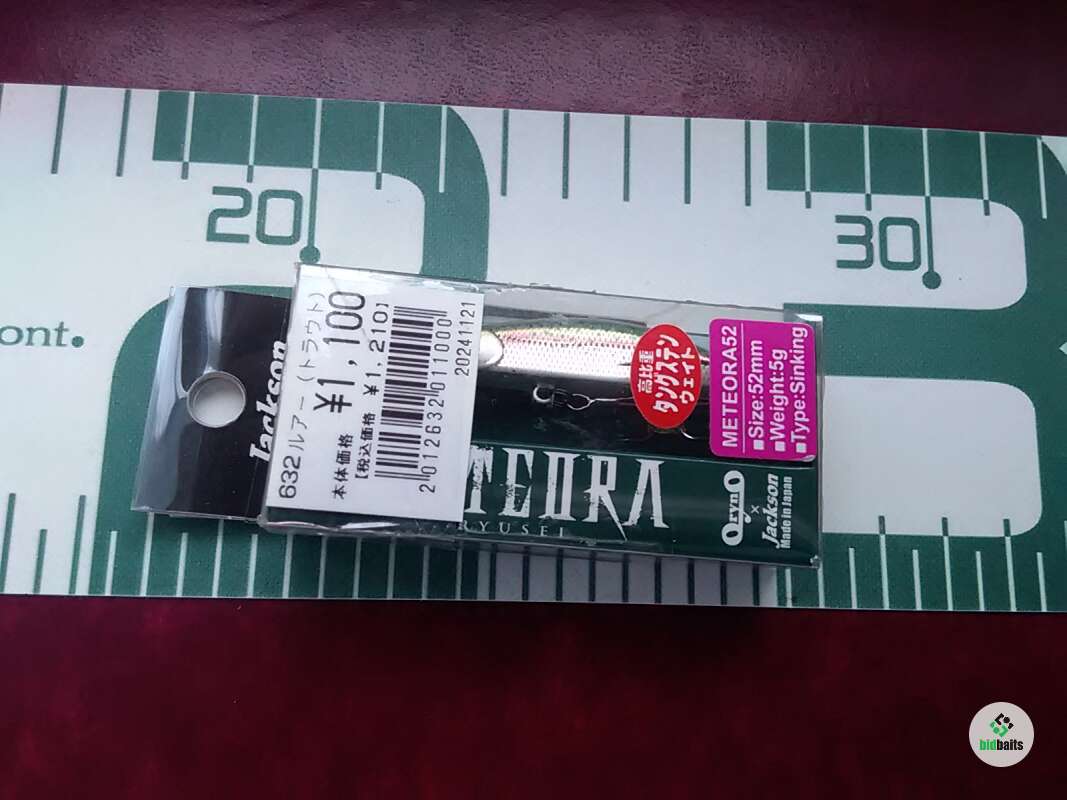 20
30
ont.
Jackson
632ルアー(トラウト)
¥1,100
本体価格 ¥1,210]
[税込価格
2012632011000
20241121
高比重
タングステン
ウェイト
METEORA52
■Size:52mm
■Weight:5g
■Type:Sinking
TEORA
RYUSEI
OrynO
×
Jackson
Made in Japan
bidbaits